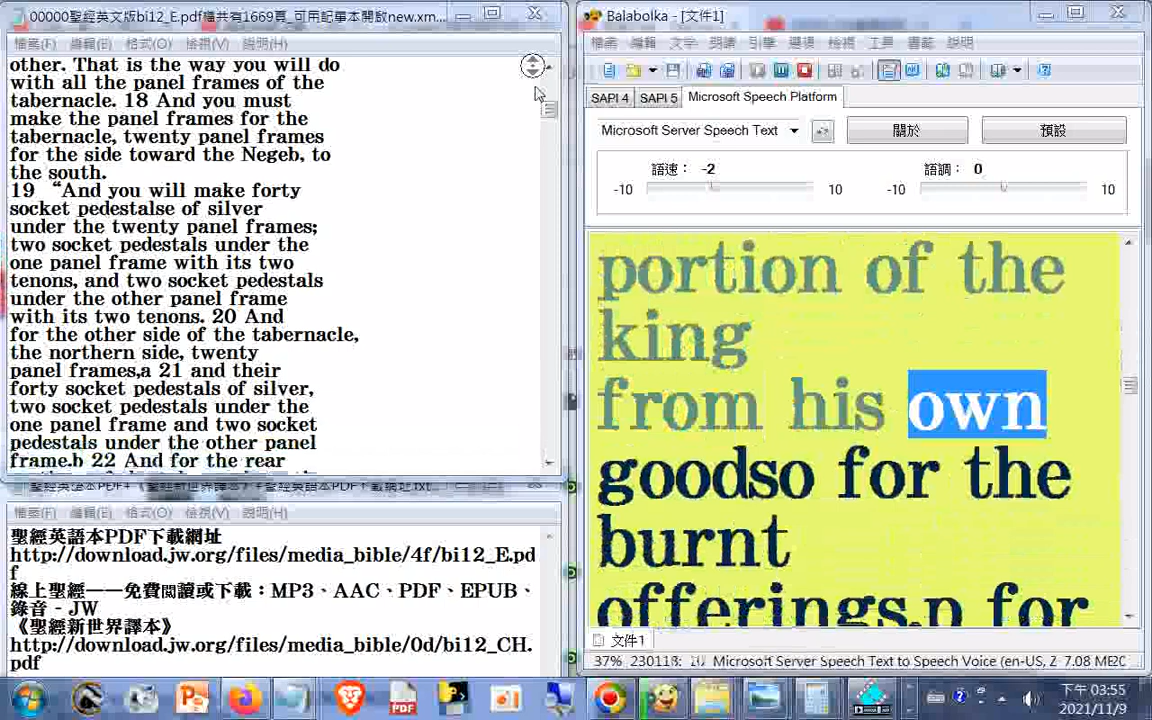 00000聖經英文版bi12_E.pdf檔共有1669頁_可用記事本開啟new.xm...
檔案(F) 編輯(E) 格式(O) 檢視(V) 說明(H)
other. That is the way you will do
with all the panel frames of the
tabernacle. 18 And you must
make the panel frames for the
tabernacle, twenty panel frames
for the side toward the Negeb, to
the south.
19 “And you will make forty
socket pedestalse of silver
under the twenty panel frames;
two socket pedestals under the
one panel frame with its two
tenons, and two socket pedestals
under the other panel frame
with its two tenons. 20 And
for the other side of the tabernacle,
the northern side, twenty
panel frames,a 21 and their
forty socket pedestals of silver,
two socket pedestals under the
one panel frame and two socket
pedestals under the other panel
frame.b 22 And for the rear
檔案(F) 編輯(E) 格式(O) 檢視(V) 說明(H)
聖經英語本PDF下載網址
http://download.jw.org/files/media_bible/4f/bi12_E.pd
f
線上聖經——免費閱讀或下載：MP3、AAC、PDF、EPUB、
錄音 - JW
《聖經新世界譯本》
http://download.jw.org/files/media_bible/0d/bi12_CH.
pdf
Balabolka - [文件1]
檔案 編輯 文字 朗讀 引擎 選項 檢視 工具 書籤 說明
SAPI 4 SAPI 5 Microsoft Speech Platform
Microsoft Server Speech Text 關於 預設
語速： -2 語調： 0
-10 10 -10 10
portion of the
king
from his own
goodso for the
burnt
offerings,p for
文件1
37% Microsoft Server Speech Text to Speech Voice (en-US, Z 7.08 ME
下午 03:55
2021/11/9